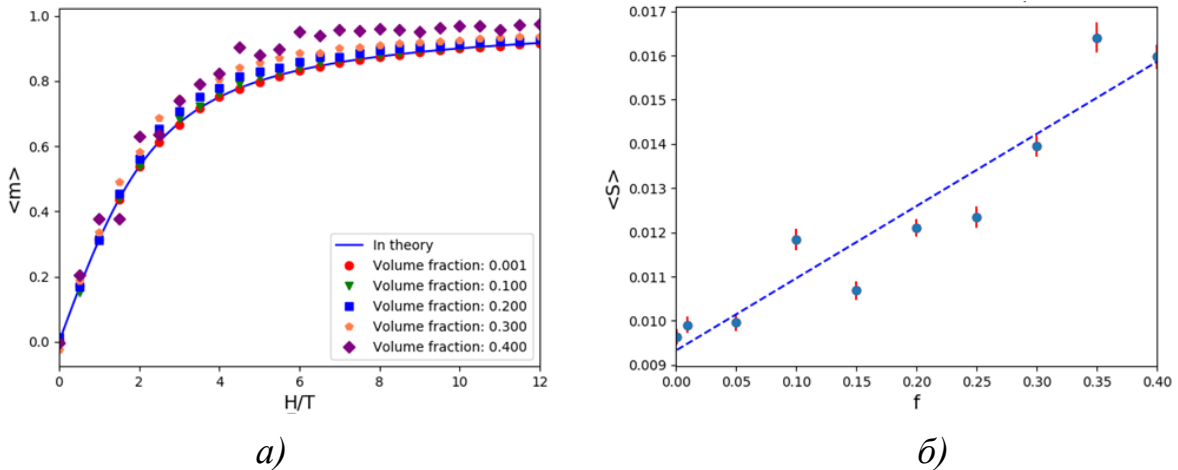 1.0
0.8
0.6
0.4
0.2
0.0
<m>
0 2 4 6 8 10 12
H/T
In theory
Volume fraction: 0.001
Volume fraction: 0.100
Volume fraction: 0.200
Volume fraction: 0.300
Volume fraction: 0.400
а)
0.017
0.016
0.015
0.014
0.013
0.012
0.011
0.010
0.009
<S>
0.00 0.05 0.10 0.15 0.20 0.25 0.30 0.35 0.40
f
б)